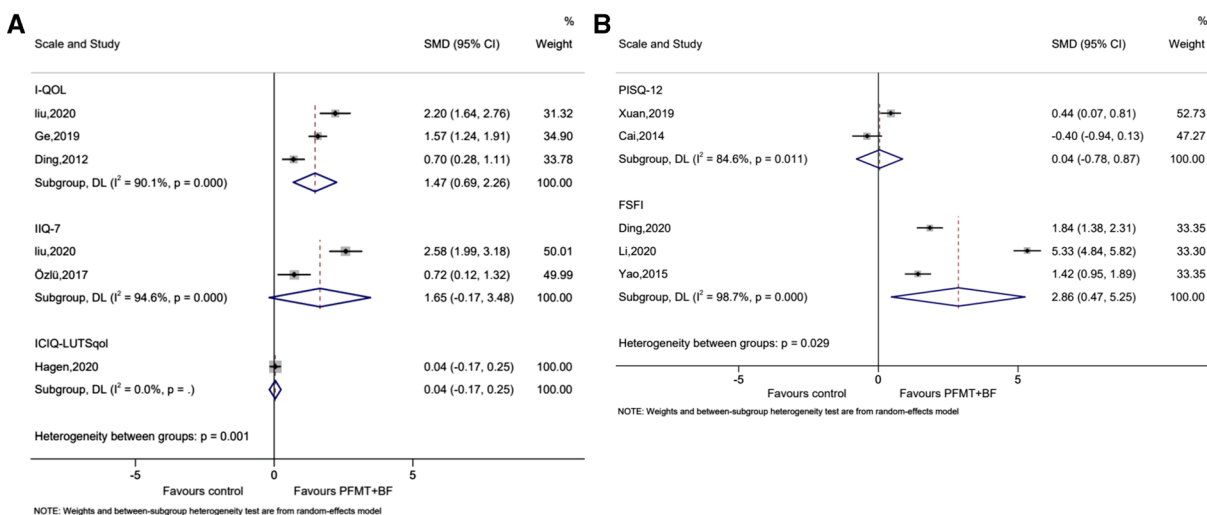 A
%
Scale and Study SMD (95% CI) Weight
I-QOL
liu,2020 2.20 (1.64, 2.76) 31.32
Ge,2019 1.57 (1.24, 1.91) 34.90
Ding,2012 0.70 (0.28, 1.11) 33.78
Subgroup, DL (I² = 90.1%, p = 0.000) 1.47 (0.69, 2.26) 100.00
IIQ-7
liu,2020 2.58 (1.99, 3.18) 50.01
Özlü,2017 0.72 (0.12, 1.32) 49.99
Subgroup, DL (I² = 94.6%, p = 0.000) 1.65 (-0.17, 3.48) 100.00
ICIQ-LUTSqol
Hagen,2020 0.04 (-0.17, 0.25) 100.00
Subgroup, DL (I² = 0.0%, p = .) 0.04 (-0.17, 0.25) 100.00
Heterogeneity between groups: p = 0.001
-5 0 5
Favours control Favours PFMT+BF
NOTE: Weights and between-subgroup heterogeneity test are from random-effects model
B
%
Scale and Study SMD (95% CI) Weight
PISQ-12
Xuan,2019 0.44 (0.07, 0.81) 52.73
Cai,2014 -0.40 (-0.94, 0.13) 47.27
Subgroup, DL (I² = 84.6%, p = 0.011) 0.04 (-0.78, 0.87) 100.00
FSFI
Ding,2020 1.84 (1.38, 2.31) 33.35
Li,2020 5.33 (4.84, 5.82) 33.30
Yao,2015 1.42 (0.95, 1.89) 33.35
Subgroup, DL (I² = 98.7%, p = 0.000) 2.86 (0.47, 5.25) 100.00
Heterogeneity between groups: p = 0.029
-5 0 5
Favours control Favours PFMT+BF
NOTE: Weights and between-subgroup heterogeneity test are from random-effects model